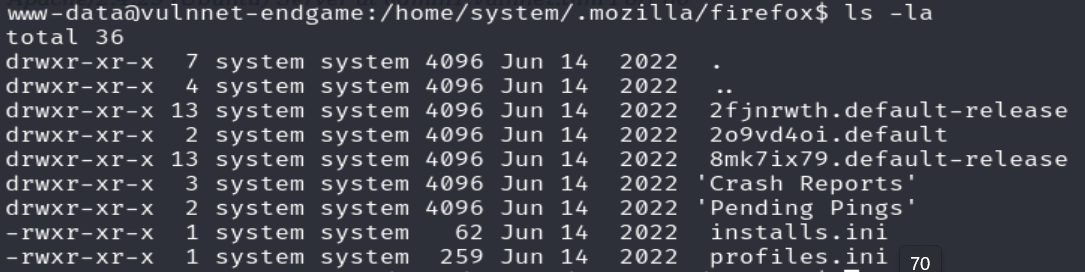 www-data@vulnnet-endgame:/home/system/.mozilla/firefox$ ls -la
total 36
drwxr-xr-x  7 system system 4096 Jun 14  2022  .
drwxr-xr-x  4 system system 4096 Jun 14  2022  ..
drwxr-xr-x 13 system system 4096 Jun 14  2022  2fjnrwth.default-release
drwxr-xr-x  2 system system 4096 Jun 14  2022  2o9vd4oi.default
drwxr-xr-x 13 system system 4096 Jun 14  2022  8mk7ix79.default-release
drwxr-xr-x  3 system system 4096 Jun 14  2022 'Crash Reports'
drwxr-xr-x  2 system system 4096 Jun 14  2022 'Pending Pings'
-rwxr-xr-x  1 system system   62 Jun 14  2022  installs.ini
-rwxr-xr-x  1 system system  259 Jun 14  2022  profiles.ini
70